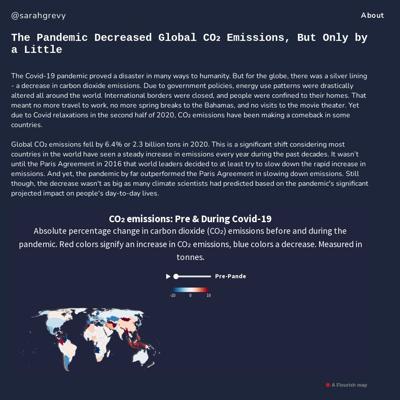 @sarahgrevy
About
The Pandemic Decreased Global CO₂ Emissions, But Only by
a Little
The Covid-19 pandemic proved a disaster in many ways to humanity. But for the globe, there was a silver lining
- a decrease in carbon dioxide emissions. Due to government policies, energy use patterns were drastically
altered all around the world. International borders were closed, and people were confined to their homes. That
meant no more travel to work, no more spring breaks to the Bahamas, and no visits to the movie theater. Yet
due to Covid relaxations in the second half of 2020, CO₂ emissions have been making a comeback in some
countries.
Global CO₂ emissions fell by 6.4% or 2.3 billion tons in 2020. This is a significant shift considering most
countries in the world have seen a steady increase in emissions every year during the past decades. It wasn't
until the Paris Agreement in 2016 that world leaders decided to at least try to slow down the rapid increase in
emissions. And yet, the pandemic by far outperformed the Paris Agreement in slowing down emissions. Still
though, the decrease wasn't as big as many climate scientists had predicted based on the pandemic's significant
projected impact on people's day-to-day lives.
CO₂ emissions: Pre & During Covid-19
Absolute percentage change in carbon dioxide (CO₂) emissions before and during the
pandemic. Red colors signify an increase in CO₂ emissions, blue colors a decrease. Measured in
tonnes.
Pre-Pande
-10 0 10
A Flourish map